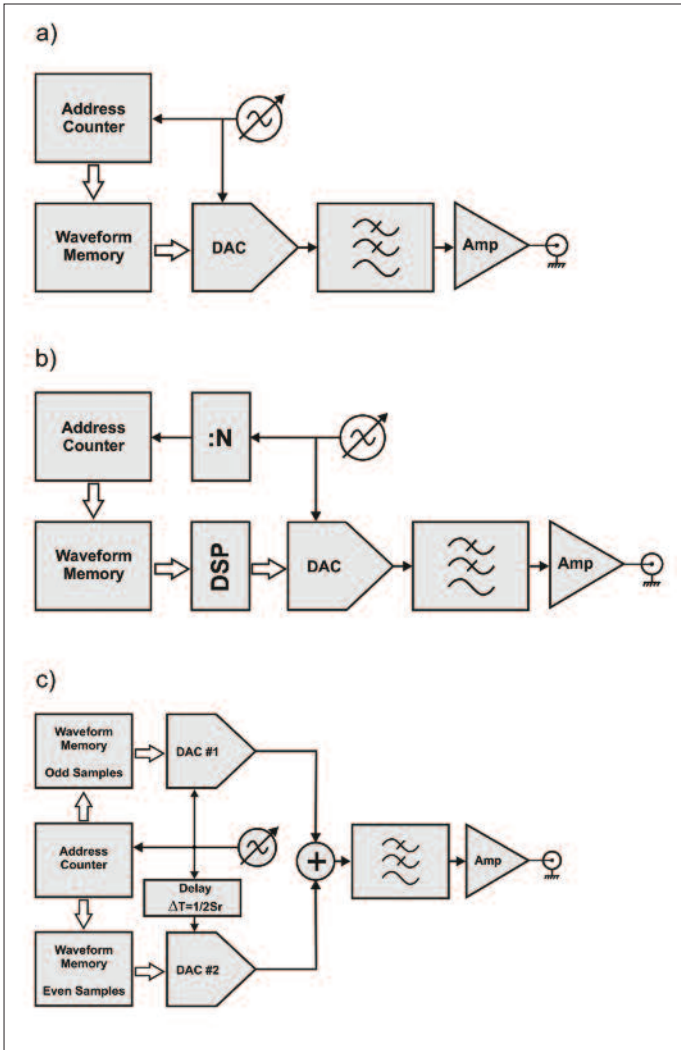 a)
Address
Counter
Waveform
Memory
DAC
Amp
b)
Address
Counter
:N
Waveform
Memory
DSP
DAC
Amp
c)
Waveform
Memory
Odd Samples
DAC #1
Address
Counter
Delay
ΔT=1/2Sr
Amp
Waveform
Memory
Even Samples
DAC #2